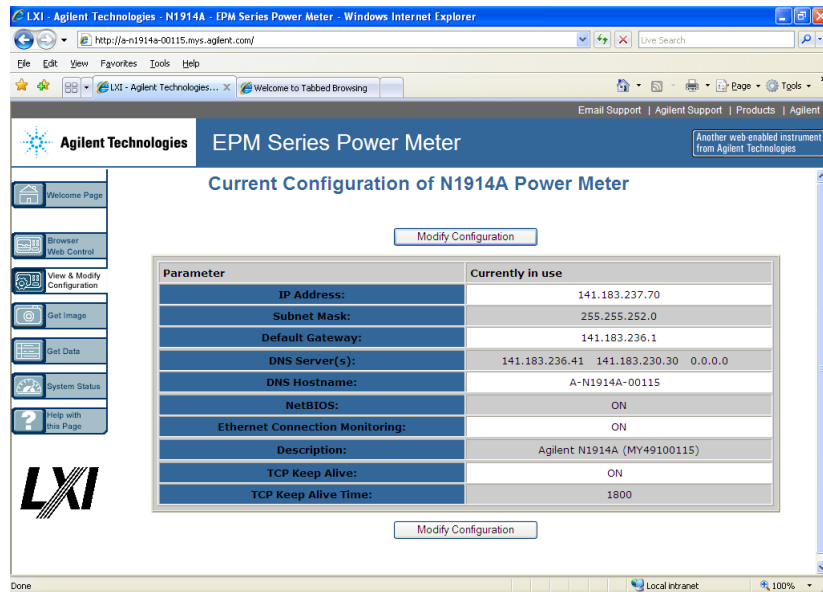 LXI - Agilent Technologies - N1914A - EPM Series Power Meter - Windows Internet Explorer
http://a-n1914a-00115.mys.agilent.com/
Live Search
File Edit View Favorites Tools Help
LXI - Agilent Technologies... X Welcome to Tabbed Browsing
Page Tools
Email Support | Agilent Support | Products | Agilent
Agilent Technologies EPM Series Power Meter
Another web-enabled instrument
from Agilent Technologies
Current Configuration of N1914A Power Meter
Welcome Page
Browser
Web Control
View & Modify
Configuration
Get Image
Get Data
System Status
Help with
this Page
LXI
Modify Configuration
Parameter Currently in use
IP Address: 141.183.237.70
Subnet Mask: 255.255.252.0
Default Gateway: 141.183.236.1
DNS Server(s): 141.183.236.41 141.183.230.30 0.0.0.0
DNS Hostname: A-N1914A-00115
NetBIOS: ON
Ethernet Connection Monitoring: ON
Description: Agilent N1914A (MY49100115)
TCP Keep Alive: ON
TCP Keep Alive Time: 1800
Modify Configuration
Done Local intranet 100%